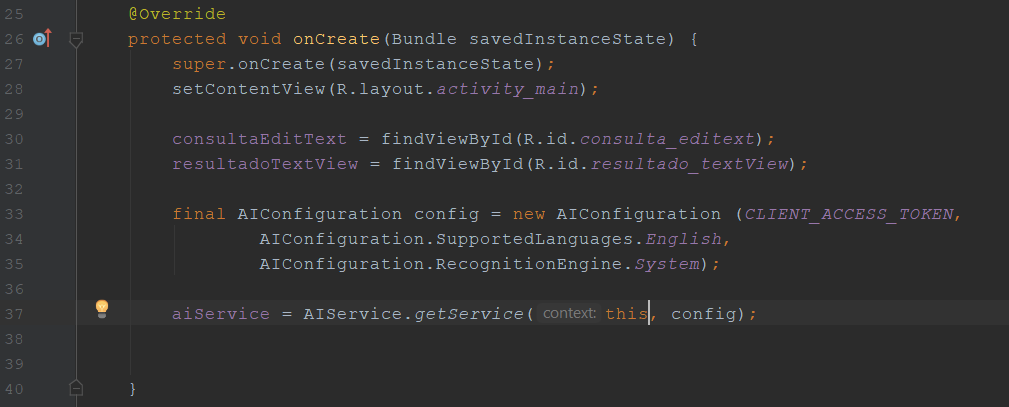 25 @Override
26 protected void onCreate(Bundle savedInstanceState) {
27 super.onCreate(savedInstanceState);
28 setContentView(R.layout.activity_main);
29
30 consultaEditText = findViewById(R.id.consulta_editext);
31 resultadoTextView = findViewById(R.id.resultado_textView);
32
33 final AIConfiguration config = new AIConfiguration (CLIENT_ACCESS_TOKEN,
34 AIConfiguration.SupportedLanguages.English,
35 AIConfiguration.RecognitionEngine.System);
36
37 aiService = AIService.getService( context: this, config);
38
39
40 }